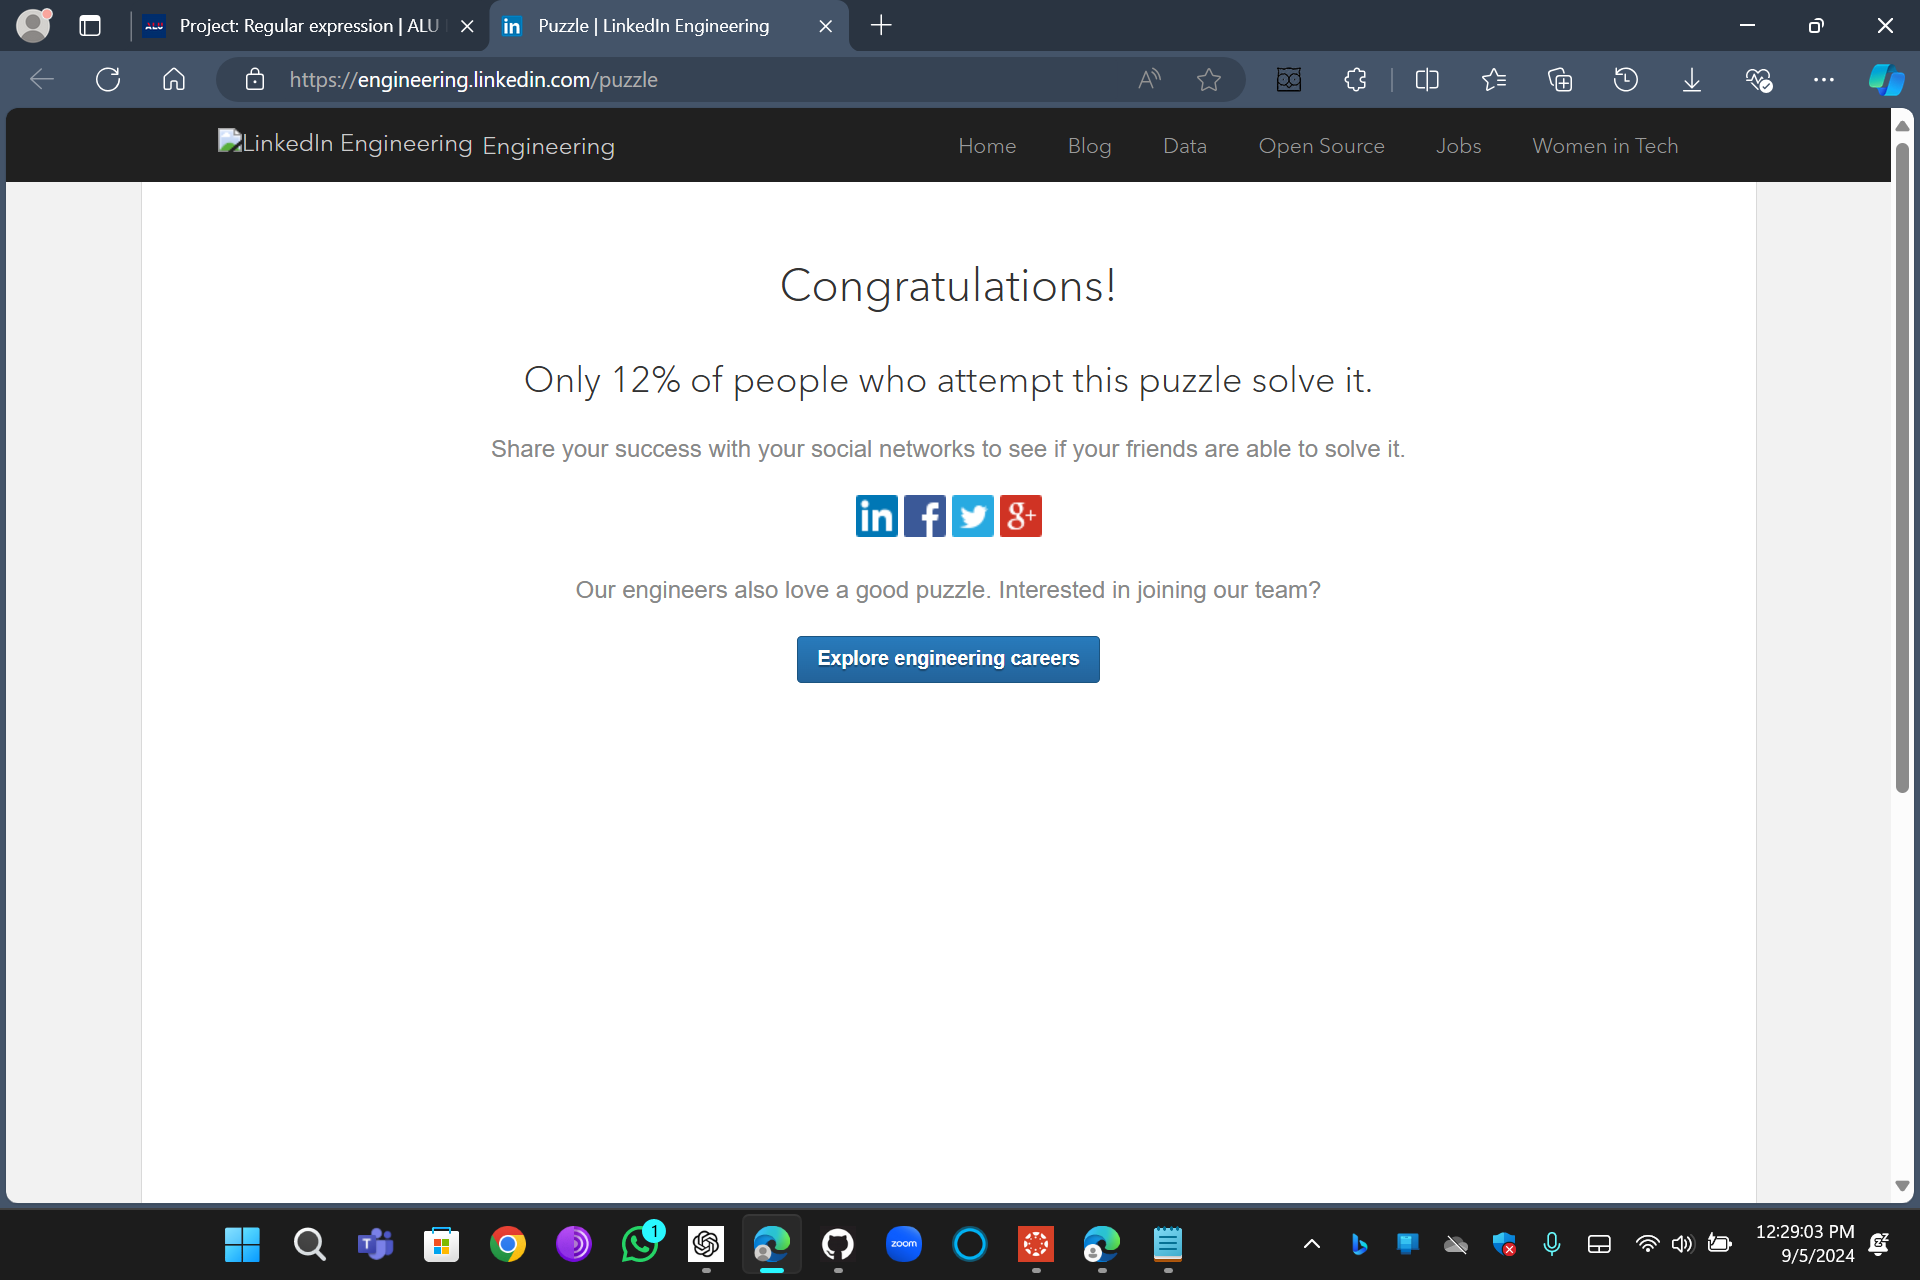 Project: Regular expression | ALU
Puzzle | LinkedIn Engineering
https://engineering.linkedin.com/puzzle
LinkedIn Engineering Engineering
Home Blog Data Open Source Jobs Women in Tech
Congratulations!
Only 12% of people who attempt this puzzle solve it.
Share your success with your social networks to see if your friends are able to solve it.
Our engineers also love a good puzzle. Interested in joining our team?
Explore engineering careers
1
zoom
12:29:03 PM
9/5/2024